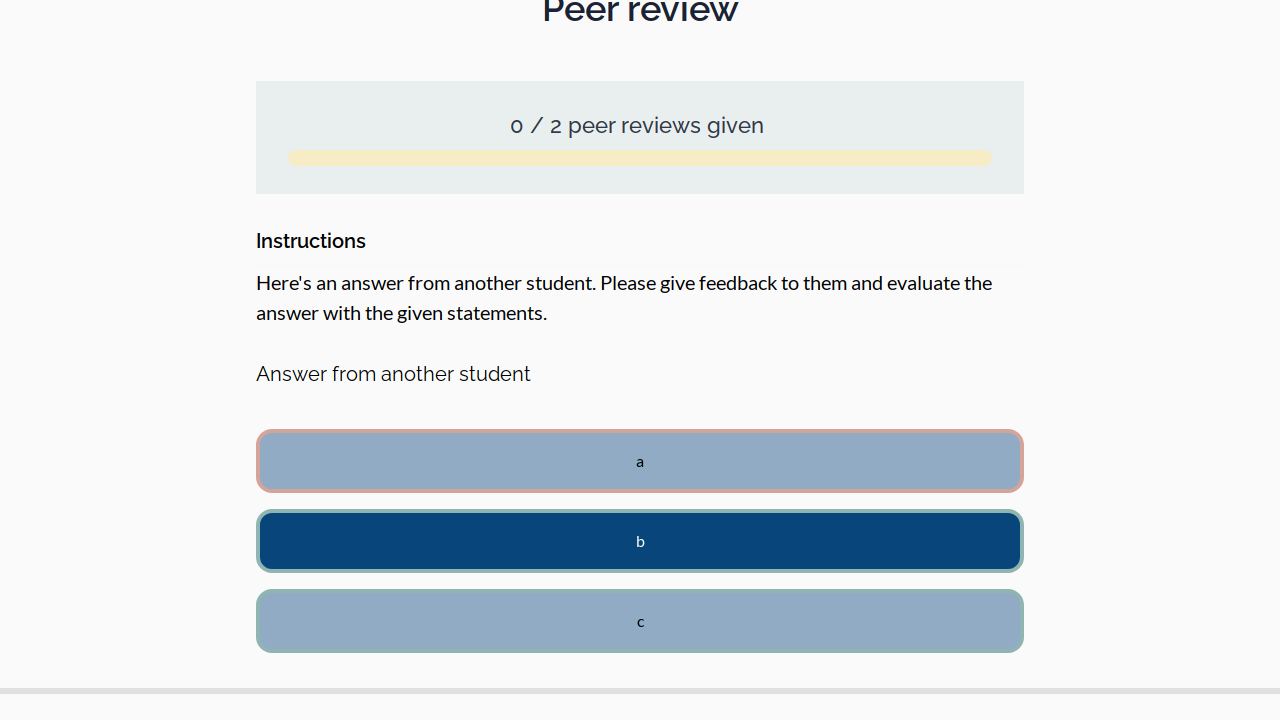 Peer review
0 / 2 peer reviews given
Instructions
Here's an answer from another student. Please give feedback to them and evaluate the
answer with the given statements.
Answer from another student
a
b
c